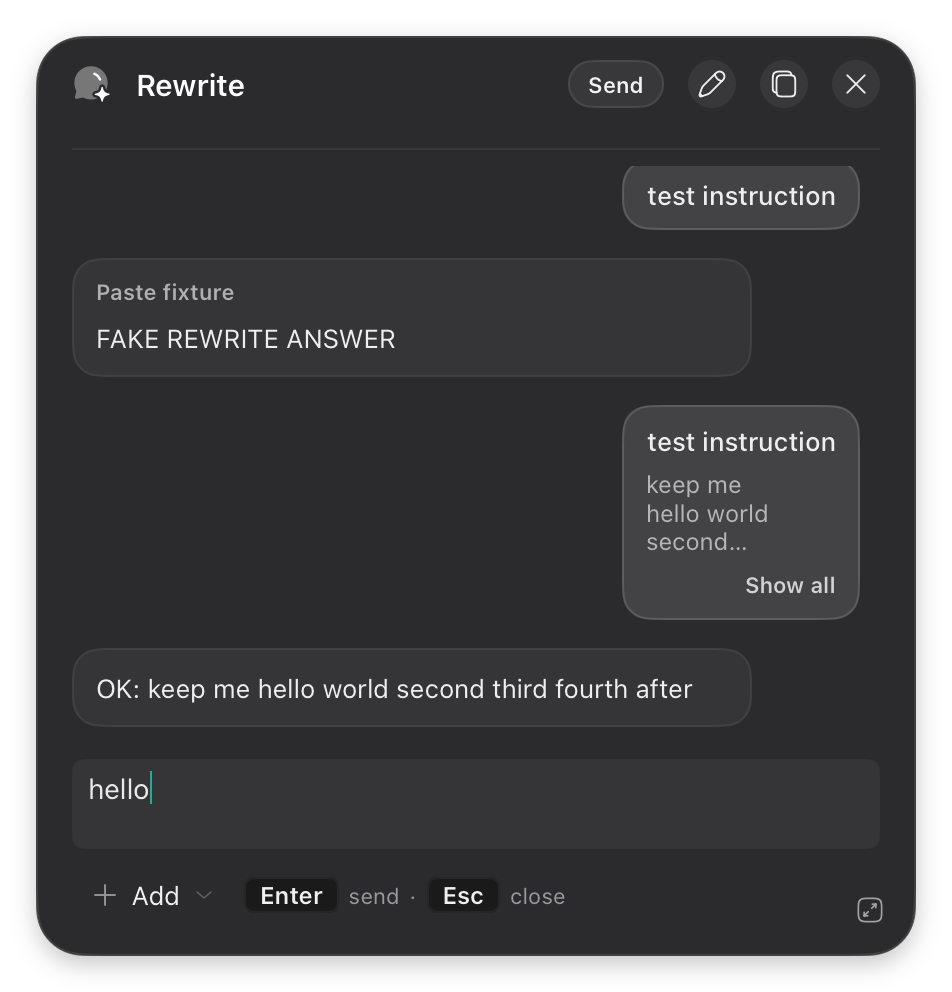 Rewrite
Send
test instruction
Paste fixture
FAKE REWRITE ANSWER
test instruction
keep me
hello world
second...
Show all
OK: keep me hello world second third fourth after
hello
Add Enter send · Esc close